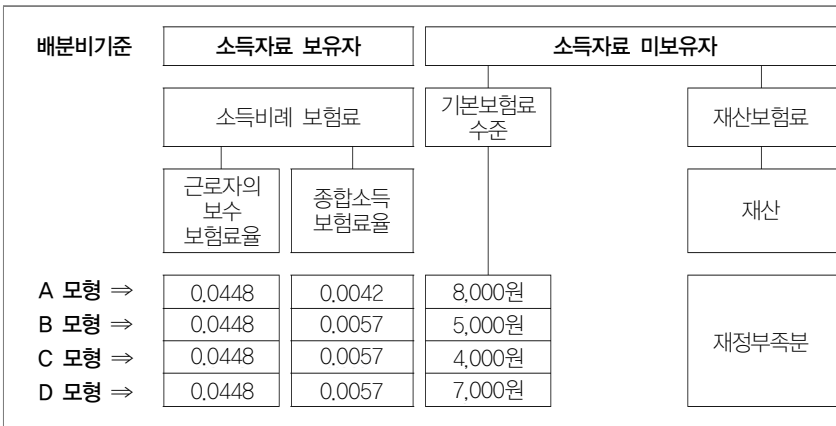 배분비기준 소득자료 보유자 소득자료 미보유자
소득비례 보험료
기본보험료
수준
재산보험료
근로자의
보수
보험료율
종합소득
보험료율
재산
A 모형 ⇒ 0.0448 0.0042 8,000원
B 모형 ⇒ 0.0448 0.0057 5,000원
C 모형 ⇒ 0.0448 0.0057 4,000원
D 모형 ⇒ 0.0448 0.0057 7,000원
재정부족분